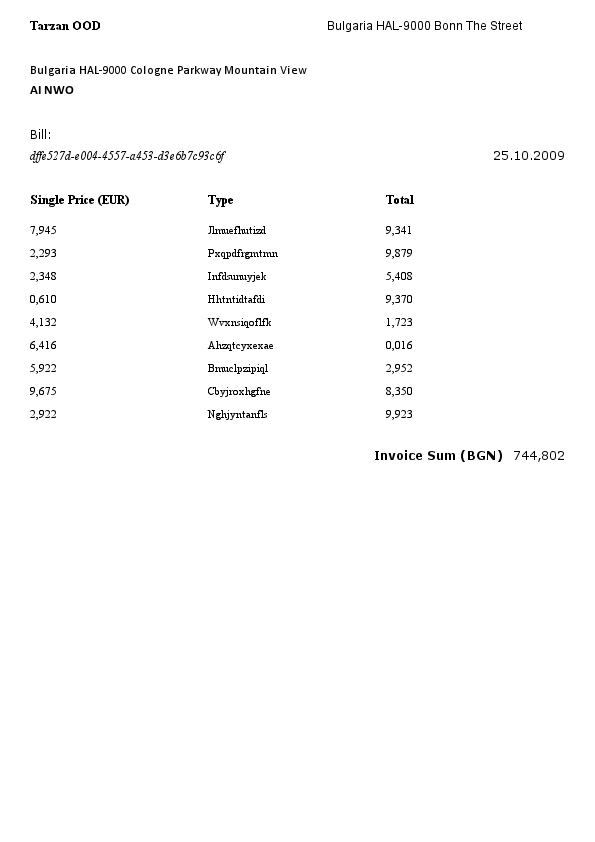 Tarzan OOD Bulgaria HAL-9000 Bonn The Street
Bulgaria HAL-9000 Cologne Parkway Mountain View
AI NWO
Bill:
dffe527d-e004-4557-a453-d3e6b7c93c6f 25.10.2009
Single Price (EUR) Type Total
7,945 Jlmuefhutizd 9,341
2,293 Pxqpdfrgmtmn 9,879
2,348 Infdsunuyjek 5,408
0,610 Hhtntidtafdi 9,370
4,132 Wvxnsiqoflfk 1,723
6,416 Ahzqtcyxexae 0,016
5,922 Bmuclpzipiql 2,952
9,675 Cbyjroxhgfne 8,350
2,922 Nghjyntanfls 9,923
Invoice Sum (BGN) 744,802